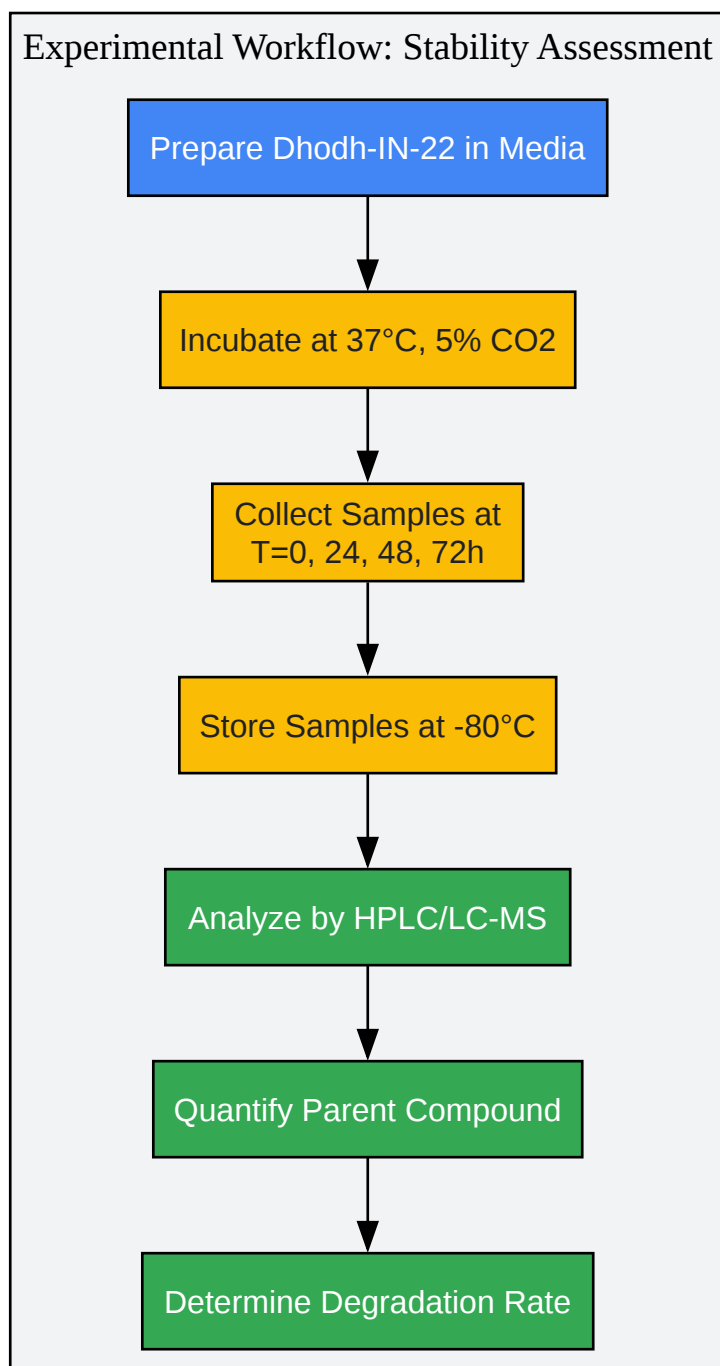 Experimental Workflow: Stability Assessment
Prepare Dhodh-IN-22 in Media
Incubate at 37°C, 5% CO2
Collect Samples at
T=0, 24, 48, 72h
Store Samples at -80°C
Analyze by HPLC/LC-MS
Quantify Parent Compound
Determine Degradation Rate